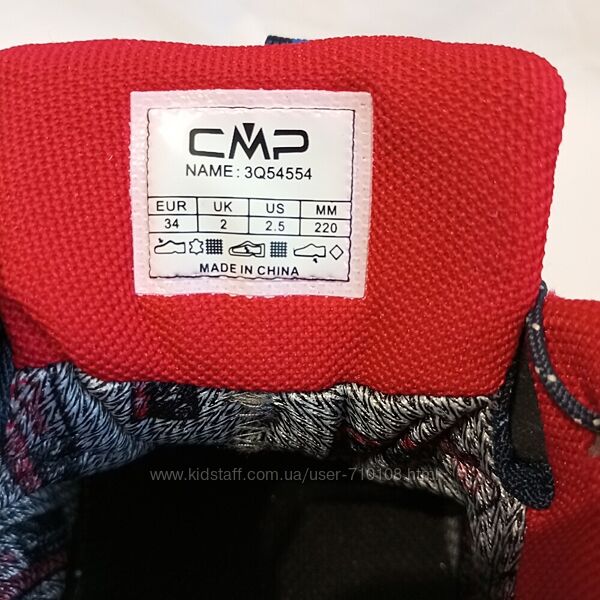 CMP
NAME: 3Q54554
EUR UK US MM
34 2 2.5 220
MADE IN CHINA
www.kidstaff.com.ua/user-710108.html